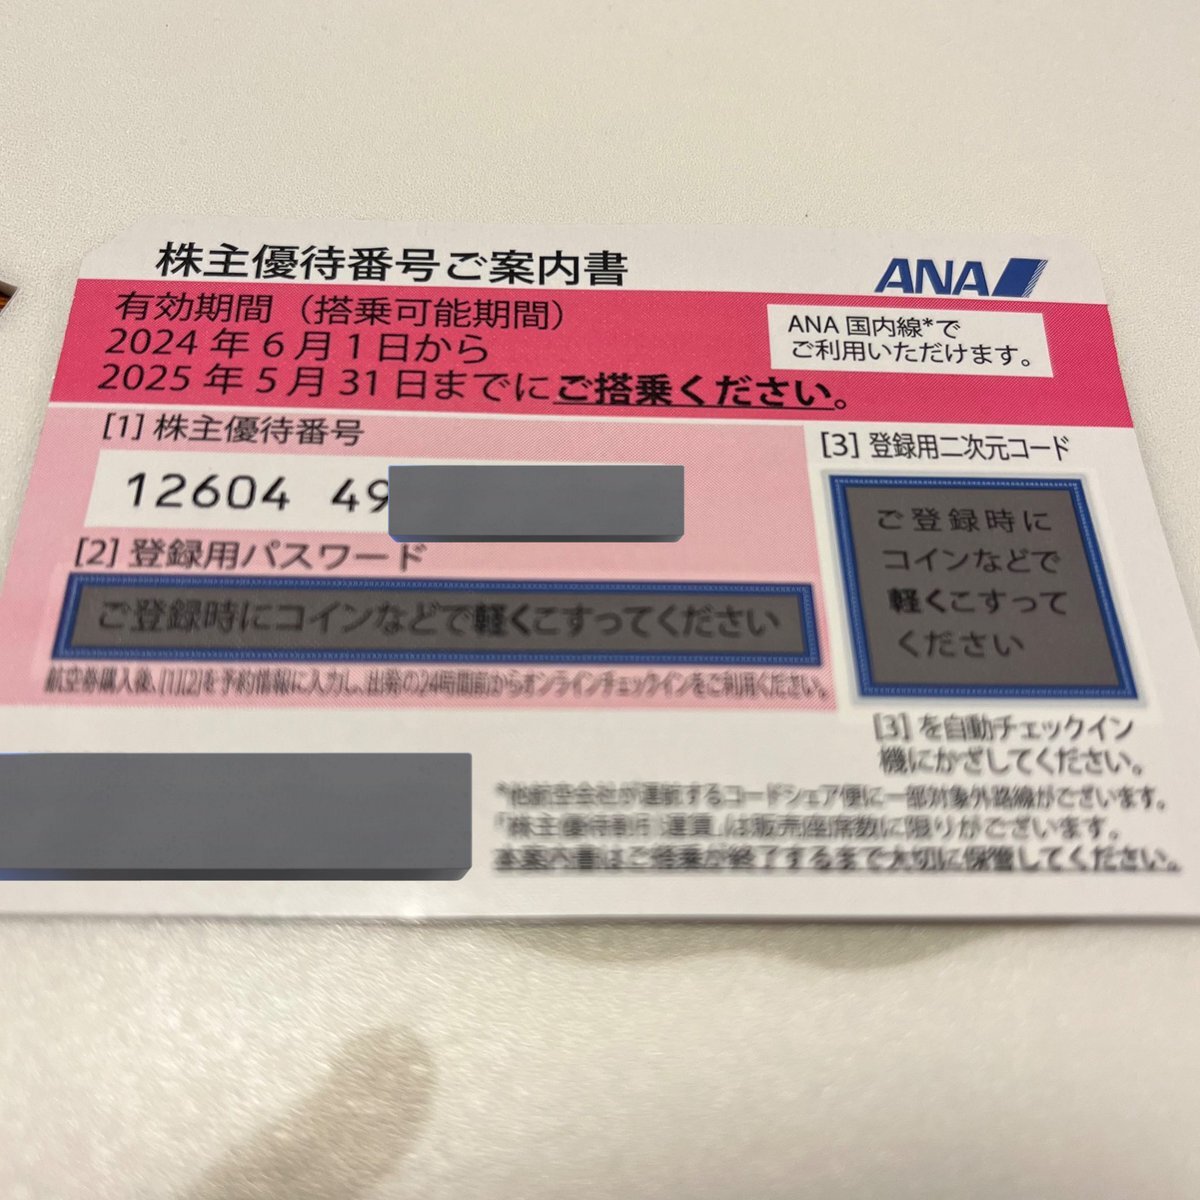 株主優待番号ご案内書
ANA
有効期間（搭乗可能期間）
2024 年 6 月 1 日から
2025 年 5 月 31 日までにご搭乗ください。
ANA 国内線*で
ご利用いただけます。
[1] 株主優待番号
12604 49
[2] 登録用パスワード
ご登録時にコインなどで軽くこすってください
航空券購入後、[1][2]を予約情報に入力し、出発の24時間前からオンラインチェックインをご利用ください。
[3] 登録用二次元コード
ご登録時に
コインなどで
軽くこすって
ください
[3] を自動チェックイン
機にかざしてください。
*他航空会社が運航するコードシェア便に一部対象外路線がございます。
「株主優待割引運賃」は販売座席数に限りがございます。
本案内書はご搭乗が終了するまで大切に保管してください。